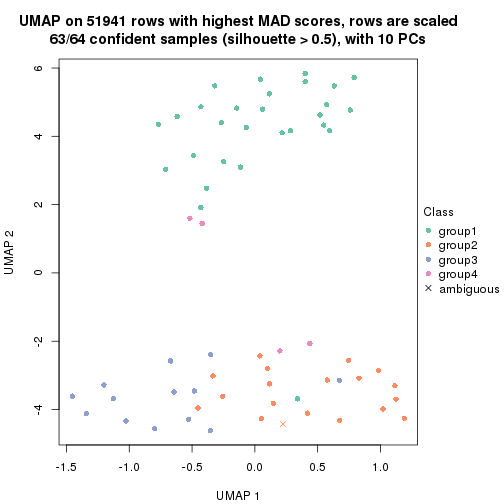 UMAP on 51941 rows with highest MAD scores, rows are scaled
63/64 confident samples (silhouette > 0.5), with 10 PCs
6
4
2
0
-2
-4
UMAP 2
-1.5
-1.0
-0.5
0.0
0.5
1.0
UMAP 1
Class
group1
group2
group3
group4
ambiguous